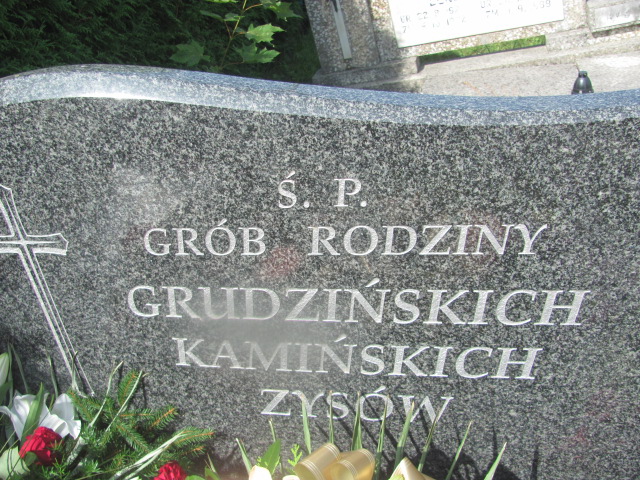 Ś. P.
GRÓB RODZINY
GRUDZIŃSKICH
KAMIŃSKICH
ZYSÓW